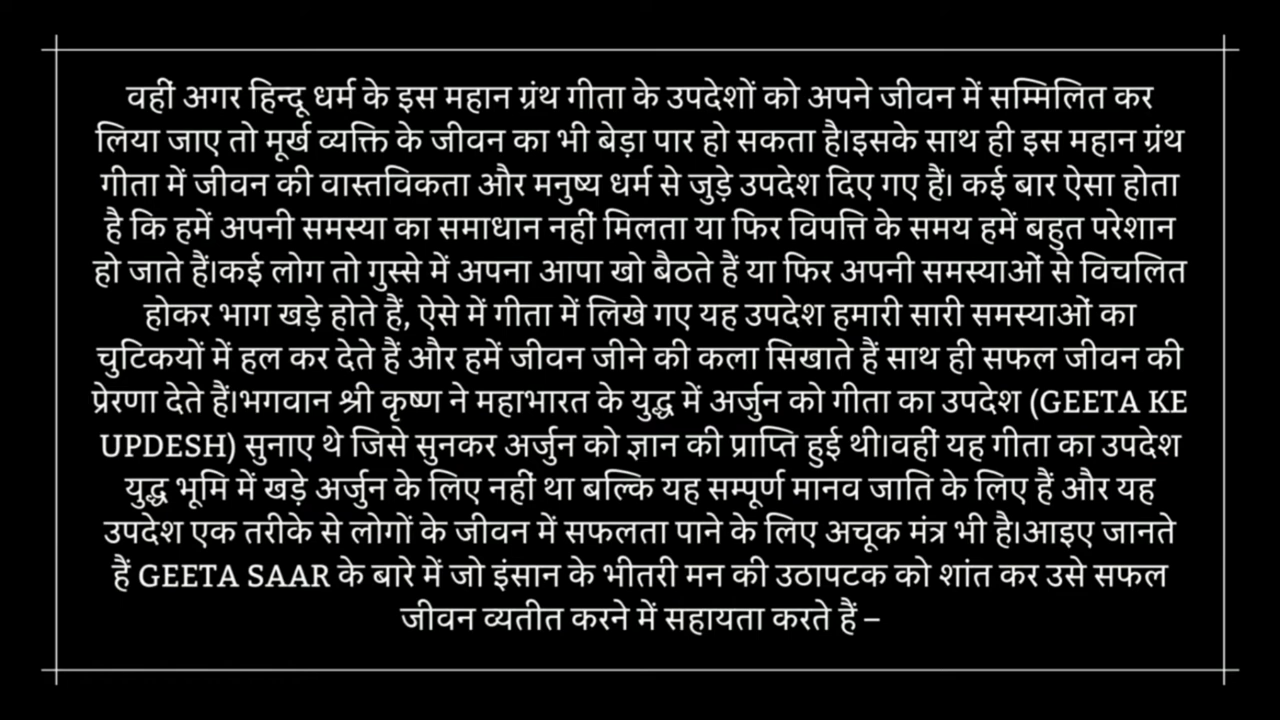 वहीं अगर हिन्दू धर्म के इस महान ग्रंथ गीता के उपदेशों को अपने जीवन में सम्मिलित कर
लिया जाए तो मूर्ख व्यक्ति के जीवन का भी बेड़ा पार हो सकता है।इसके साथ ही इस महान ग्रंथ
गीता में जीवन की वास्तविकता और मनुष्य धर्म से जुड़े उपदेश दिए गए हैं। कई बार ऐसा होता
है कि हमें अपनी समस्या का समाधान नहीं मिलता या फिर विपत्ति के समय हमें बहुत परेशान
हो जाते हैं।कई लोग तो गुस्से में अपना आपा खो बैठते हैं या फिर अपनी समस्याओं से विचलित
होकर भाग खड़े होते हैं, ऐसे में गीता में लिखे गए यह उपदेश हमारी सारी समस्याओं का
चुटिकयों में हल कर देते हैं और हमें जीवन जीने की कला सिखाते हैं साथ ही सफल जीवन की
प्रेरणा देते हैं।भगवान श्री कृष्ण ने महाभारत के युद्ध में अर्जुन को गीता का उपदेश (GEETA KE
UPDESH) सुनाए थे जिसे सुनकर अर्जुन को ज्ञान की प्राप्ति हुई थी।वहीं यह गीता का उपदेश
युद्ध भूमि में खड़े अर्जुन के लिए नहीं था बल्कि यह सम्पूर्ण मानव जाति के लिए हैं और यह
उपदेश एक तरीके से लोगों के जीवन में सफलता पाने के लिए अचूक मंत्र भी है।आइए जानते
हैं GEETA SAAR के बारे में जो इंसान के भीतरी मन की उठापटक को शांत कर उसे सफल
जीवन व्यतीत करने में सहायता करते हैं –